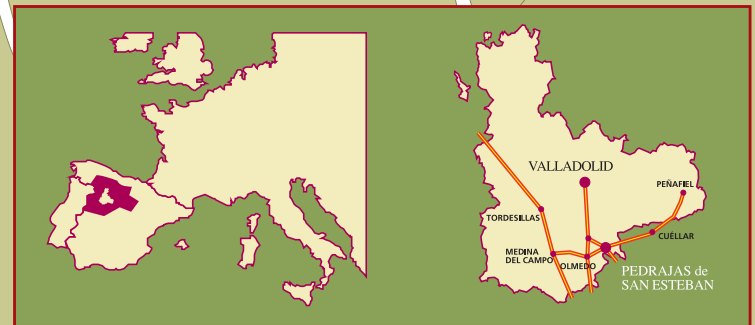 VALLADOLID
PEÑAFIEL
TORDESILLAS
CUÉLLAR
MEDINA
DEL CAMPO
OLMEDO
PEDRAJAS de
SAN ESTEBAN